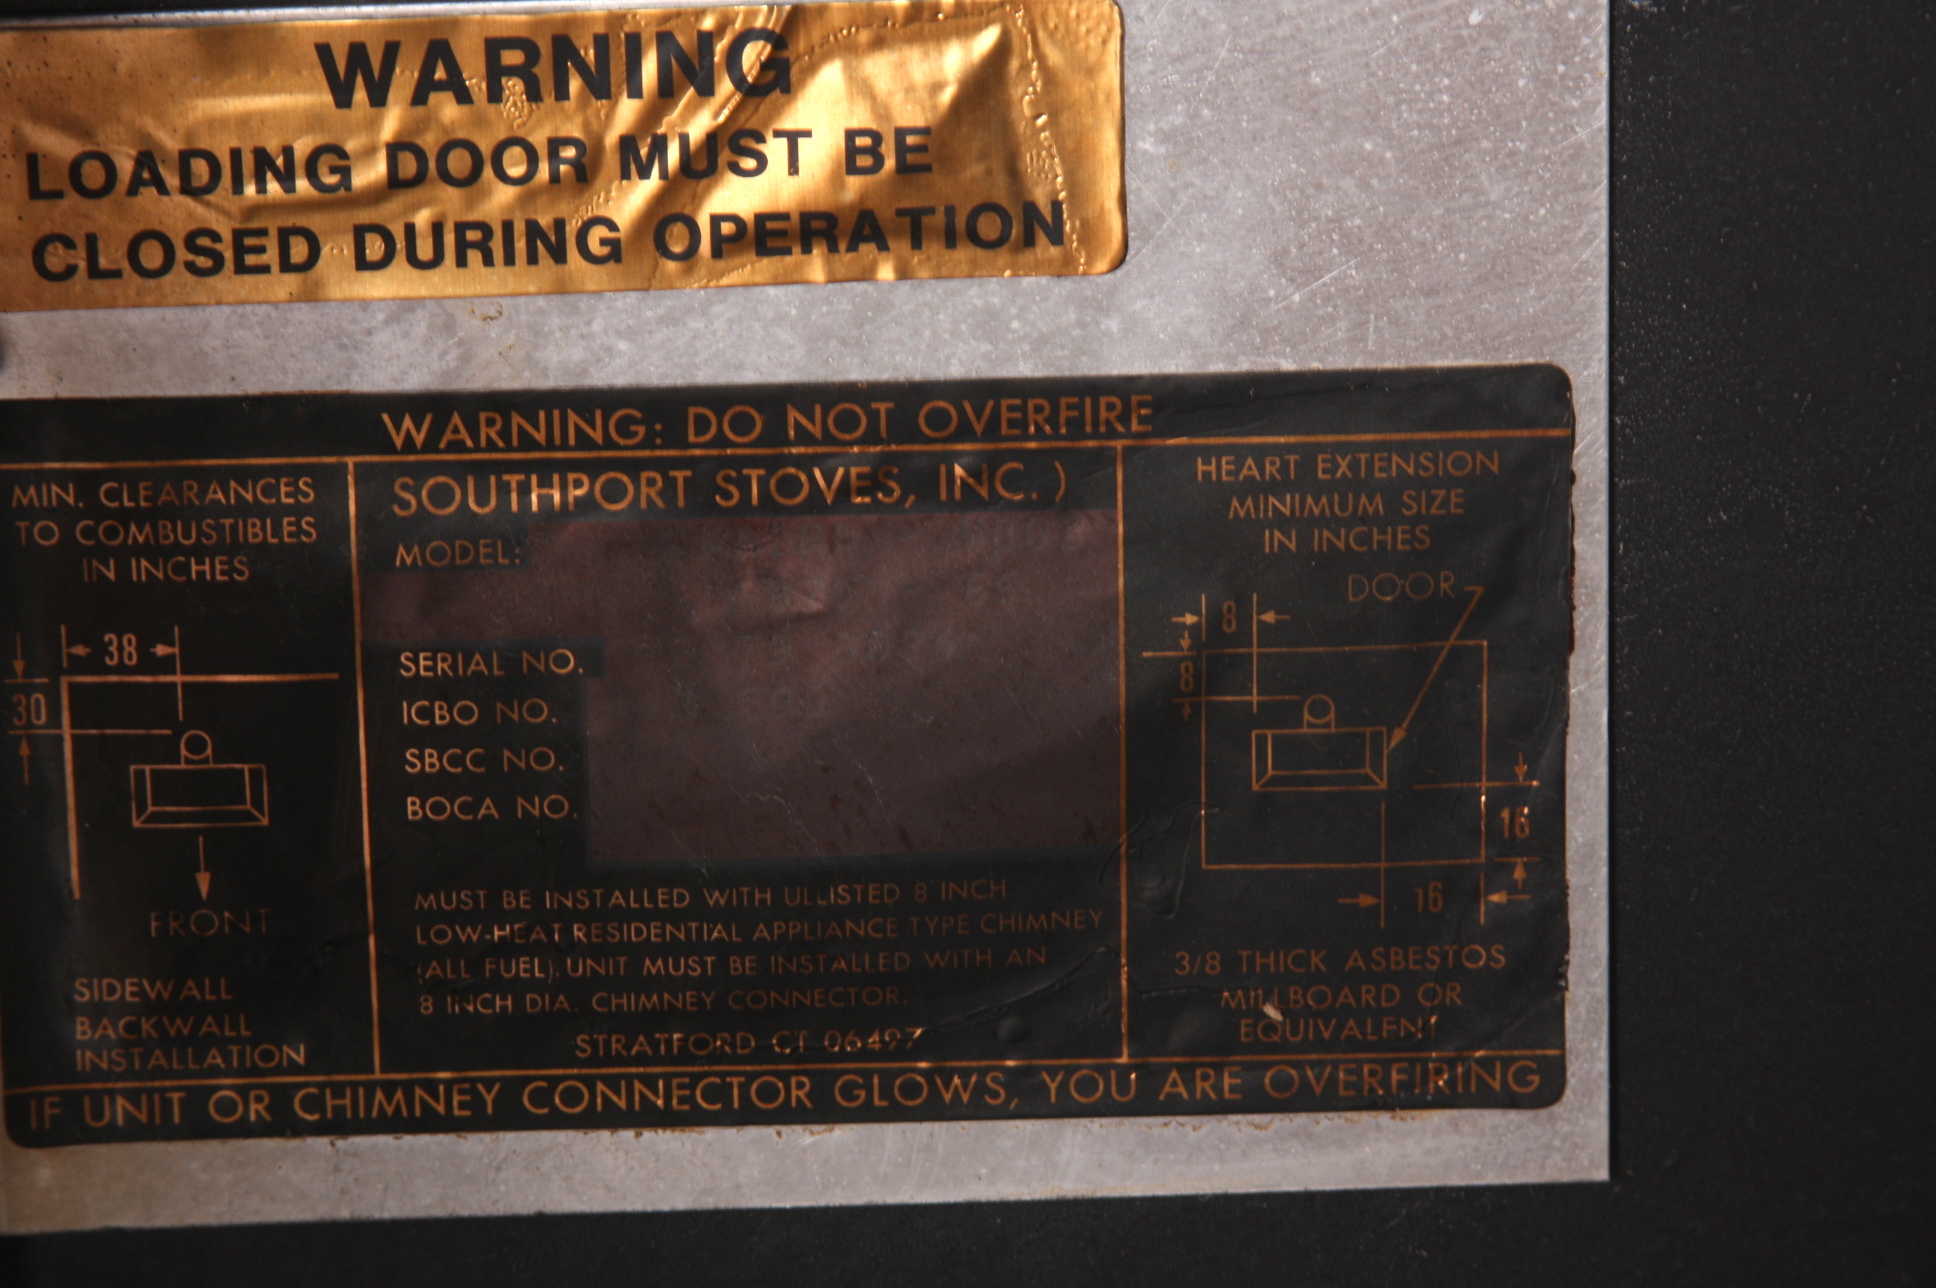 WARNING
LOADING DOOR MUST BE
CLOSED DURING OPERATION
WARNING: DO NOT OVERFIRE
MIN. CLEARANCES
TO COMBUSTIBLES
IN INCHES
38
30
FRONT
SIDEWALL
BACKWALL
INSTALLATION
SOUTHPORT STOVES, INC.)
MODEL:
SERIAL NO.
ICBO NO.
SBCC NO.
BOCA NO.
MUST BE INSTALLED WITH ULLISTED 8 INCH
LOW-HEAT RESIDENTIAL APPLIANCE TYPE CHIMNEY
(ALL FUEL). UNIT MUST BE INSTALLED WITH AN
8 INCH DIA. CHIMNEY CONNECTOR.
STRATFORD CT 06497
HEART EXTENSION
MINIMUM SIZE
IN INCHES
DOOR
8
8
16
16
3/8 THICK ASBESTOS
MILLBOARD OR
EQUIVALENT
IF UNIT OR CHIMNEY CONNECTOR GLOWS, YOU ARE OVERFIRING